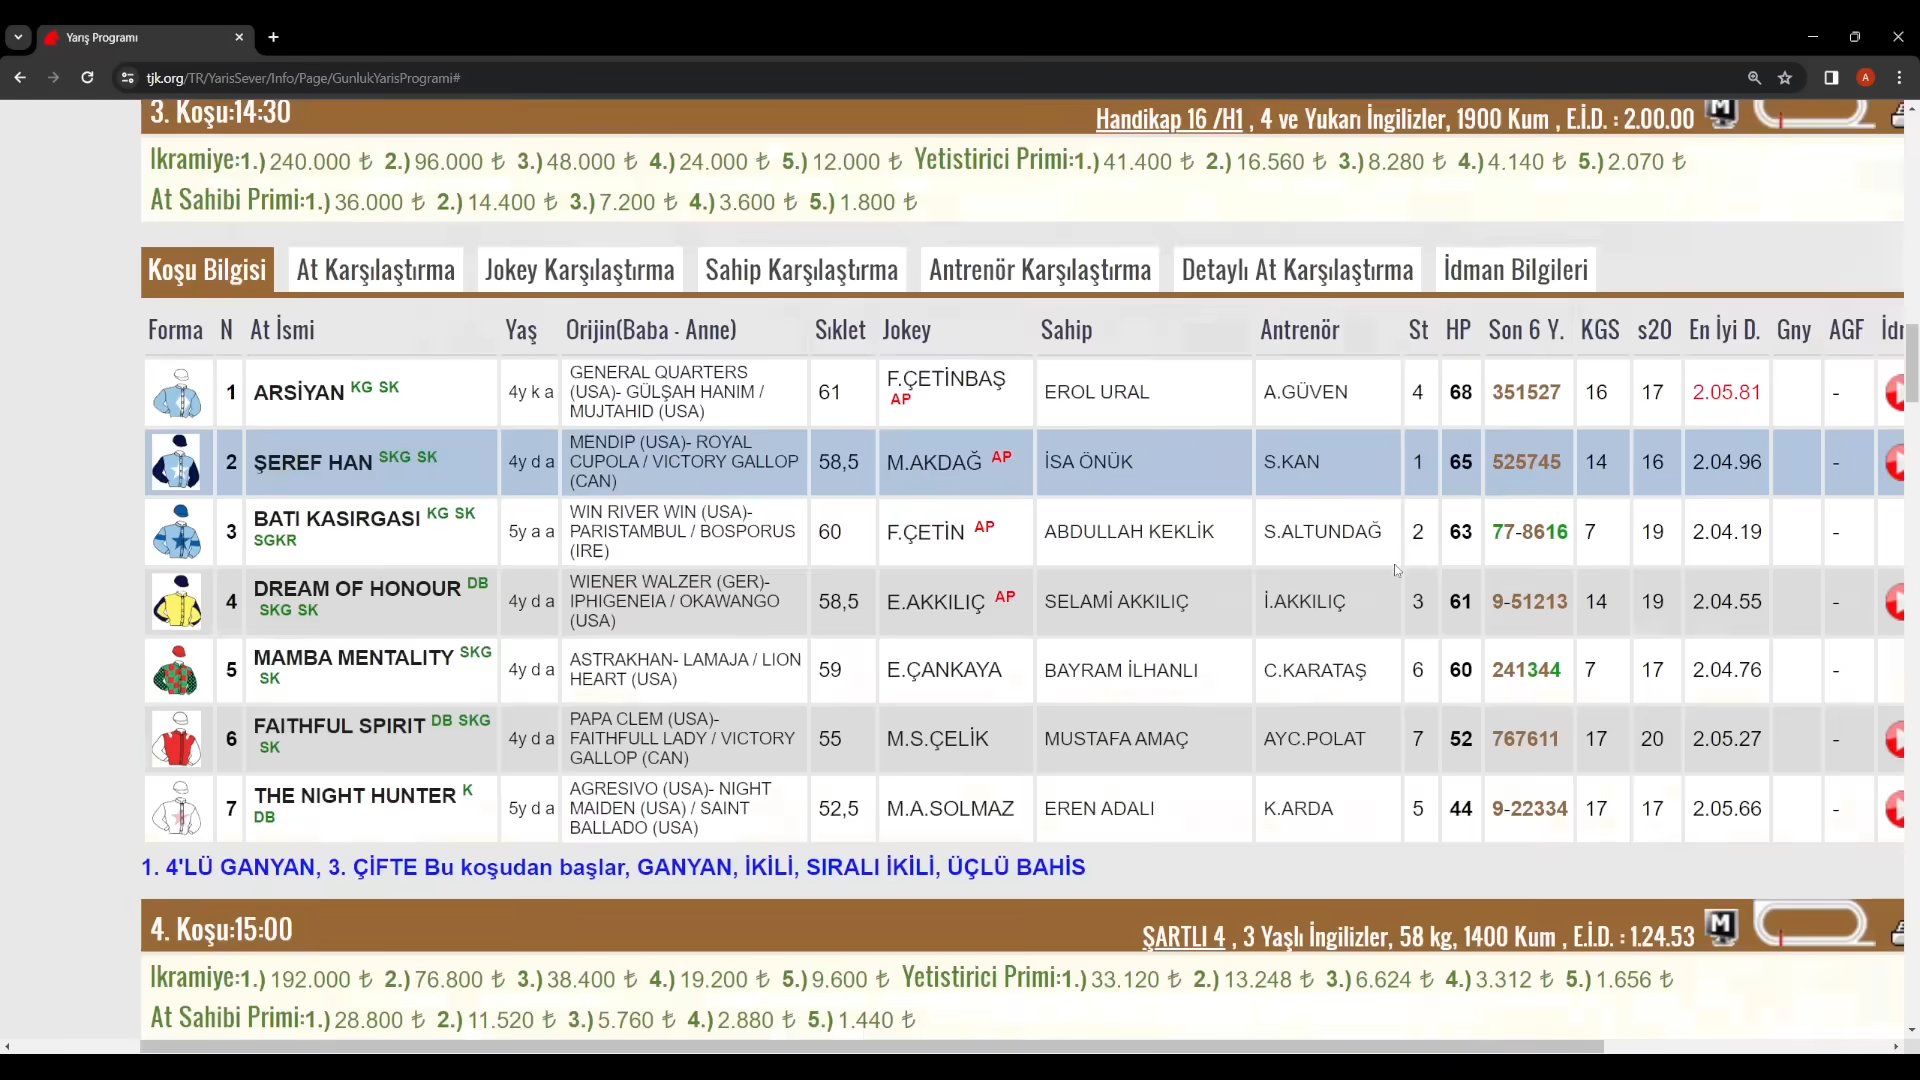 Yarış Programı
tjk.org/TR/YarisSever/Info/Page/GunlukYarisProgrami#
A
3. Koşu:14:30
Handikap 16 /H1 , 4 ve Yukarı İngilizler, 1900 Kum , E.İ.D. : 2.00.00
M
Ikramiye:1.) 240.000 ₺ 2.) 96.000 ₺ 3.) 48.000 ₺ 4.) 24.000 ₺ 5.) 12.000 ₺ Yetistirici Primi:1.) 41.400 ₺ 2.) 16.560 ₺ 3.) 8.280 ₺ 4.) 4.140 ₺ 5.) 2.070 ₺
At Sahibi Primi:1.) 36.000 ₺ 2.) 14.400 ₺ 3.) 7.200 ₺ 4.) 3.600 ₺ 5.) 1.800 ₺
Koşu Bilgisi At Karşılaştırma Jokey Karşılaştırma Sahip Karşılaştırma Antrenör Karşılaştırma Detaylı At Karşılaştırma İdman Bilgileri
Forma N At İsmi Yaş Orijin(Baba - Anne) Sıklet Jokey Sahip Antrenör St HP Son 6 Y. KGS s20 En İyi D. Gny AGF
GENERAL QUARTERS
1 ARSİYAN KG SK 4y k a (USA)- GÜLŞAH HANIM / 61 F.ÇETİNBAŞ EROL URAL A.GÜVEN 4 68 351527 16 17 2.05.81 -
MUJTAHID (USA) AP
MENDIP (USA)- ROYAL
2 ŞEREF HAN SKG SK 4y d a CUPOLA / VICTORY GALLOP 58,5 M.AKDAĞ AP İSA ÖNÜK S.KAN 1 65 525745 14 16 2.04.96 -
(CAN)
WIN RIVER WIN (USA)-
3 BATI KASIRGASI KG SK 5y a a PARISTAMBUL / BOSPORUS 60 F.ÇETİN AP ABDULLAH KEKLİK S.ALTUNDAĞ 2 63 77-8616 7 19 2.04.19 -
SGKR (IRE)
WIENER WALZER (GER)-
4 DREAM OF HONOUR DB 4y d a IPHIGENEIA / OKAWANGO 58,5 E.AKKILIÇ AP SELAMİ AKKILIÇ İ.AKKILIÇ 3 61 9-51213 14 19 2.04.55 -
SKG SK (USA)
5 MAMBA MENTALITY SKG 4y d a ASTRAKHAN- LAMAJA / LION 59 E.ÇANKAYA BAYRAM İLHANLI C.KARATAŞ 6 60 241344 7 17 2.04.76 -
SK HEART (USA)
PAPA CLEM (USA)-
6 FAITHFUL SPIRIT DB SKG 4y d a FAITHFULL LADY / VICTORY 55 M.S.ÇELİK MUSTAFA AMAÇ AYC.POLAT 7 52 767611 17 20 2.05.27 -
SK GALLOP (CAN)
AGRESIVO (USA)- NIGHT
7 THE NIGHT HUNTER K 5y d a MAIDEN (USA) / SAINT 52,5 M.A.SOLMAZ EREN ADALI K.ARDA 5 44 9-22334 17 17 2.05.66 -
DB BALLADO (USA)
1. 4'LÜ GANYAN, 3. ÇİFTE Bu koşudan başlar, GANYAN, İKİLİ, SIRALI İKİLİ, ÜÇLÜ BAHİS
4. Koşu:15:00
ŞARTLI 4 , 3 Yaşlı İngilizler, 58 kg, 1400 Kum , E.İ.D. : 1.24.53
M
Ikramiye:1.) 192.000 ₺ 2.) 76.800 ₺ 3.) 38.400 ₺ 4.) 19.200 ₺ 5.) 9.600 ₺ Yetistirici Primi:1.) 33.120 ₺ 2.) 13.248 ₺ 3.) 6.624 ₺ 4.) 3.312 ₺ 5.) 1.656 ₺
At Sahibi Primi:1.) 28.800 ₺ 2.) 11.520 ₺ 3.) 5.760 ₺ 4.) 2.880 ₺ 5.) 1.440 ₺